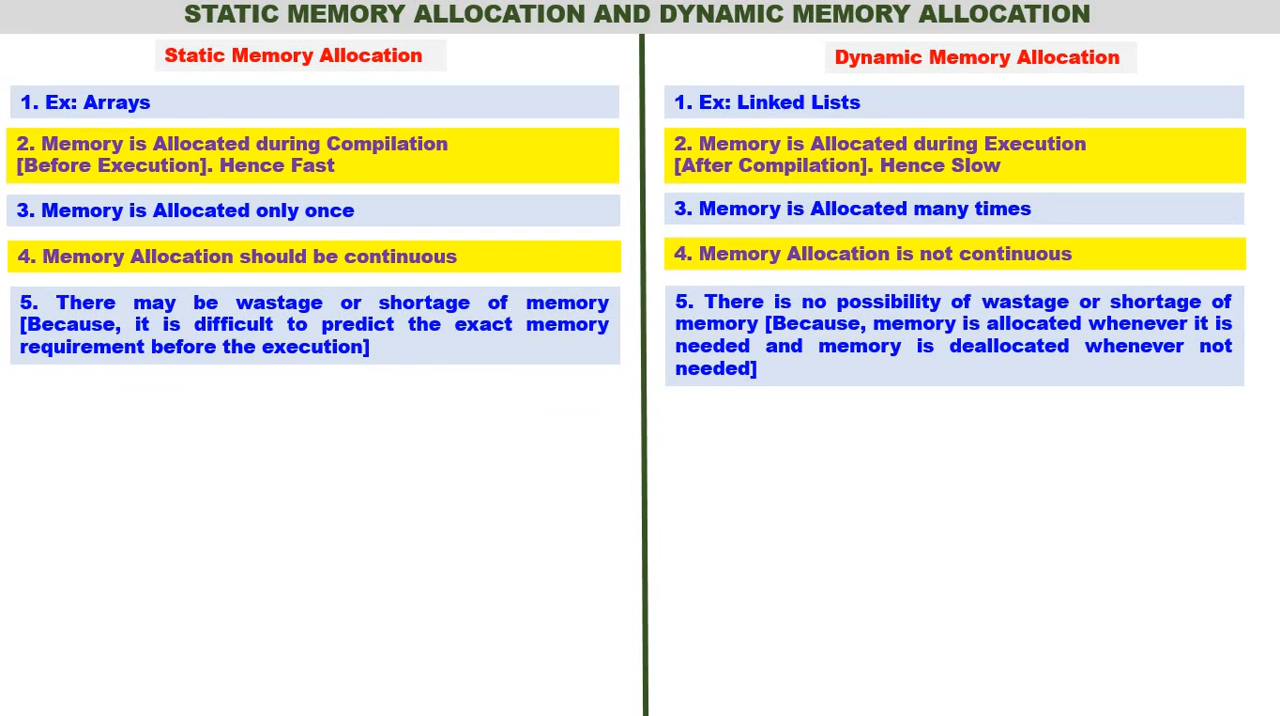 STATIC MEMORY ALLOCATION AND DYNAMIC MEMORY ALLOCATION
Static Memory Allocation
1. Ex: Arrays
2. Memory is Allocated during Compilation
[Before Execution]. Hence Fast
3. Memory is Allocated only once
4. Memory Allocation should be continuous
5. There may be wastage or shortage of memory
[Because, it is difficult to predict the exact memory
requirement before the execution]
Dynamic Memory Allocation
1. Ex: Linked Lists
2. Memory is Allocated during Execution
[After Compilation]. Hence Slow
3. Memory is Allocated many times
4. Memory Allocation is not continuous
5. There is no possibility of wastage or shortage of
memory [Because, memory is allocated whenever it is
needed and memory is deallocated whenever not
needed]